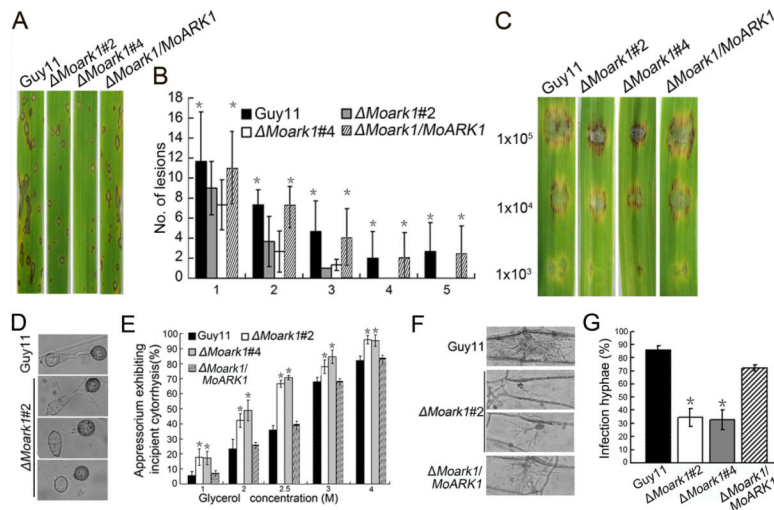 A
Guy11
ΔMoark1#2
ΔMoark1#4
ΔMoark1/MoARK1
B
No. of lesions
18
16
14
12
10
8
6
4
2
0
Guy11
ΔMoark1#2
ΔMoark1#4
ΔMoark1/MoARK1
* * * * * * * * * *
1 2 3 4 5
C
Guy11
ΔMoark1#2
ΔMoark1#4
ΔMoark1/MoARK1
1x10⁵
1x10⁴
1x10³
D
Guy11
ΔMoark1#2
E
Appressorium exhibiting
incipient cytorrhysis(%)
100
90
80
70
60
50
40
30
20
10
0
Guy11
ΔMoark1#2
ΔMoark1#4
ΔMoark1/
MoARK1
* * * * * * * * * *
1 2 2.5 3 4
Glycerol concentration (M)
F
Guy11
ΔMoark1#2
ΔMoark1/
MoARK1
G
Infection hyphae (%)
100
90
80
70
60
50
40
30
20
10
0
* *
Guy11
ΔMoark1#2
ΔMoark1#4
ΔMoark1/
MoARK1